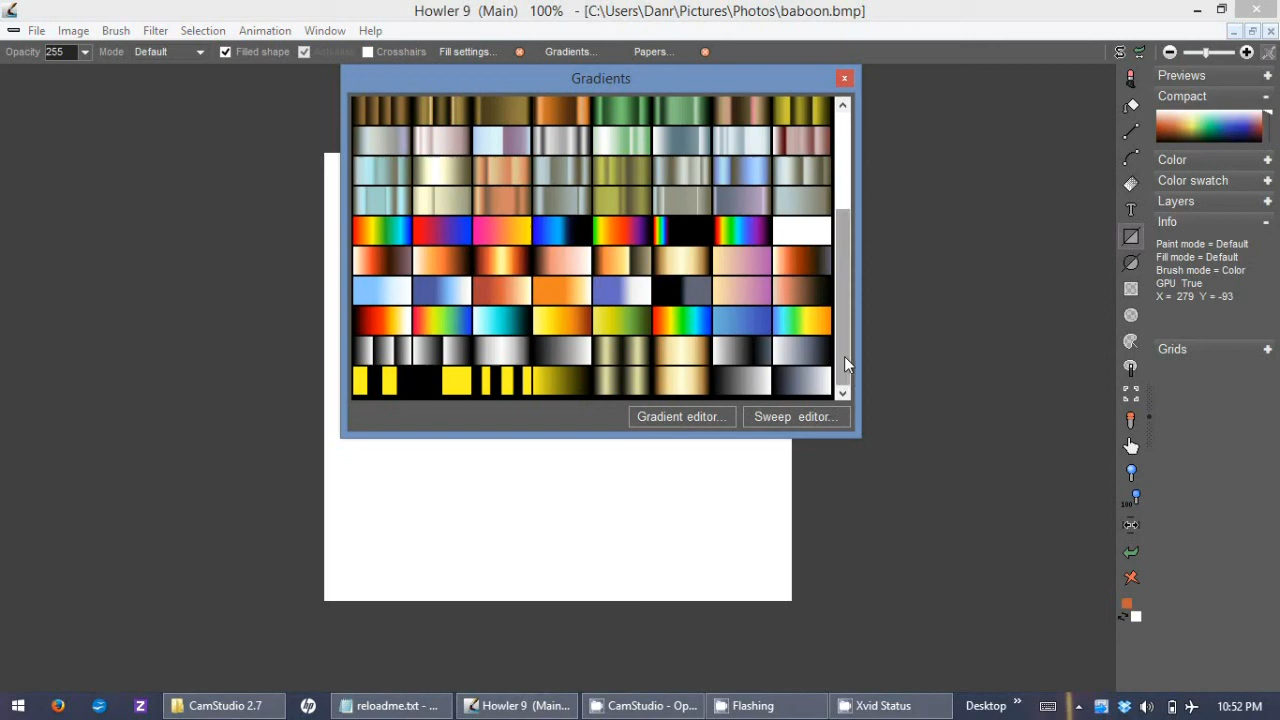 Howler 9 (Main) 100% - [C:\Users\Danr\Pictures\Photos\baboon.bmp]
File Image Brush Filter Selection Animation Window Help
Opacity 255 Mode Default Filled shape Crosshairs Fill settings... Gradients... Papers...
Gradients
Previews
Compact
Color
Color swatch
Layers
Info
Paint mode = Default
Fill mode = Default
Brush mode = Color
GPU True
X = 279 Y = -93
Grids
Gradient editor... Sweep editor...
100
CamStudio 2.7 reloadme.txt - ... Howler 9 (Main... CamStudio - Op... Flashing Xvid Status Desktop 10:52 PM